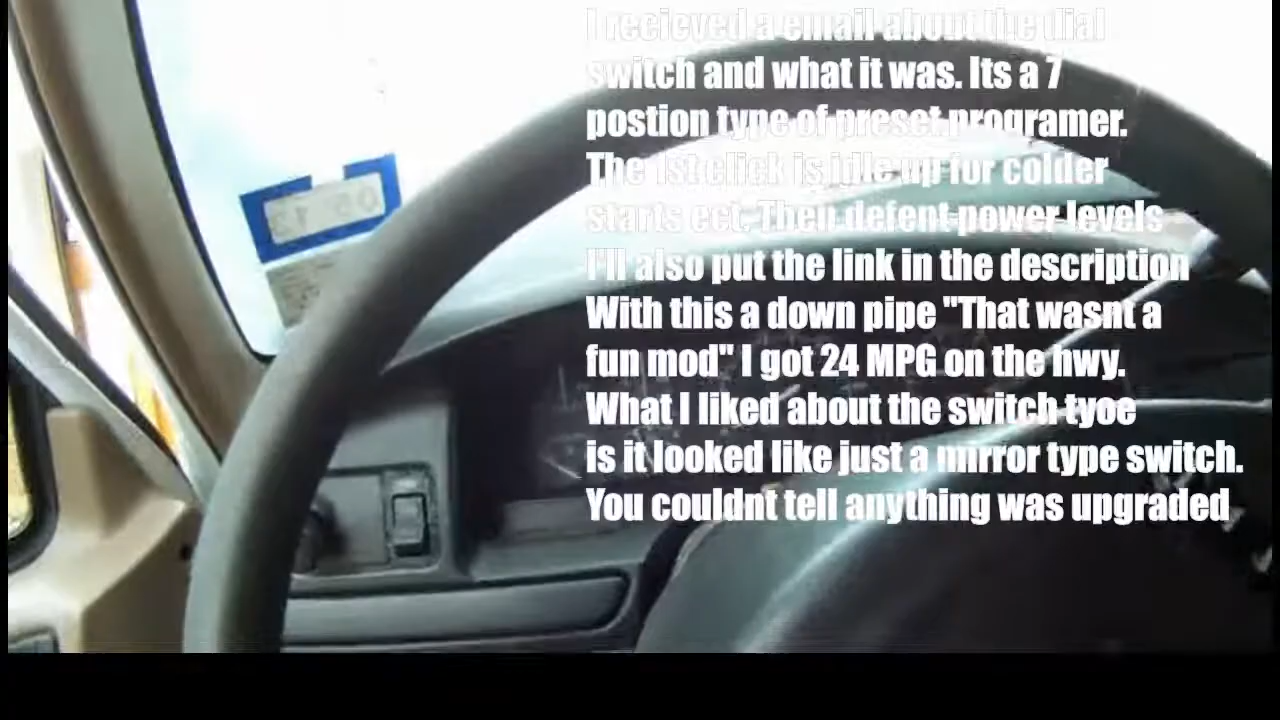 I recieved a email about the dial
switch and what it was. Its a 7
postion type of preset programer.
The 1st click is idle up for colder
starts ect. Then defent power levels
I'll also put the link in the description
With this a down pipe "That wasnt a
fun mod" I got 24 MPG on the hwy.
What I liked about the switch tyoe
is it looked like just a mirror type switch.
You couldnt tell anything was upgraded